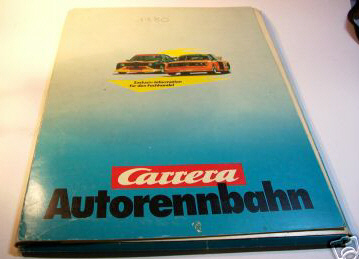 1980
Exclusiv-Information
für den Fachhandel
Carrera
Autorennbahn